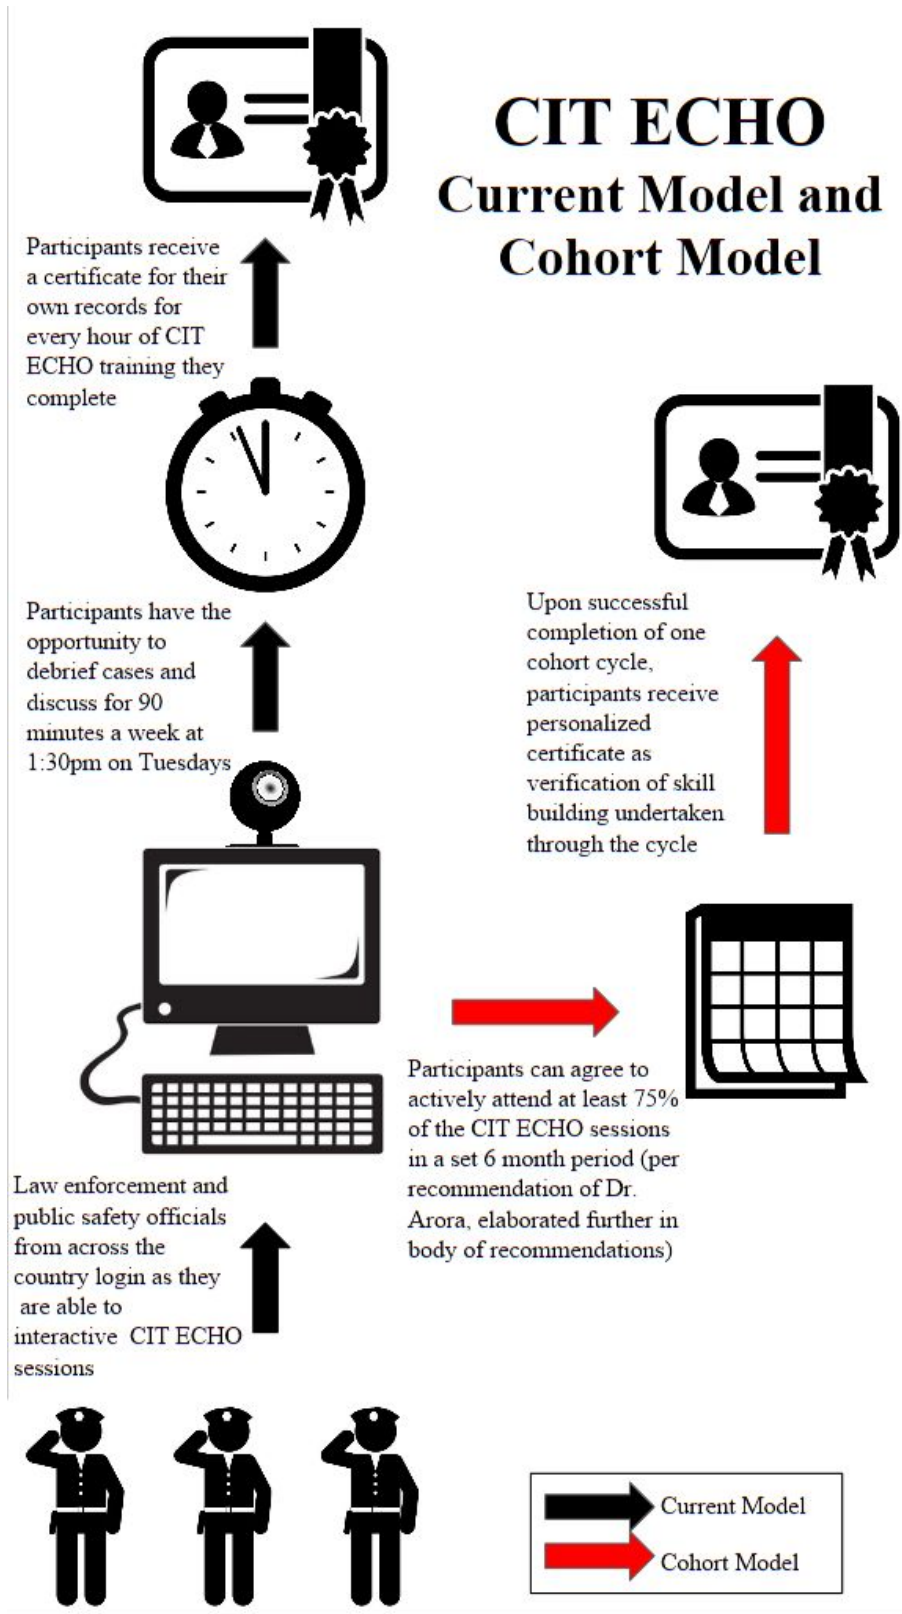 CIT ECHO
Current Model and
Cohort Model
Participants receive
a certificate for their
own records for
every hour of CIT
ECHO training they
complete
Participants have the
opportunity to
debrief cases and
discuss for 90
minutes a week at
1:30pm on Tuesdays
Upon successful
completion of one
cohort cycle,
participants receive
personalized
certificate as
verification of skill
building undertaken
through the cycle
Participants can agree to
actively attend at least 75%
of the CIT ECHO sessions
in a set 6 month period (per
recommendation of Dr.
Arora, elaborated further in
body of recommendations)
Law enforcement and
public safety officials
from across the
country login as they
are able to
interactive CIT ECHO
sessions
Current Model
Cohort Model